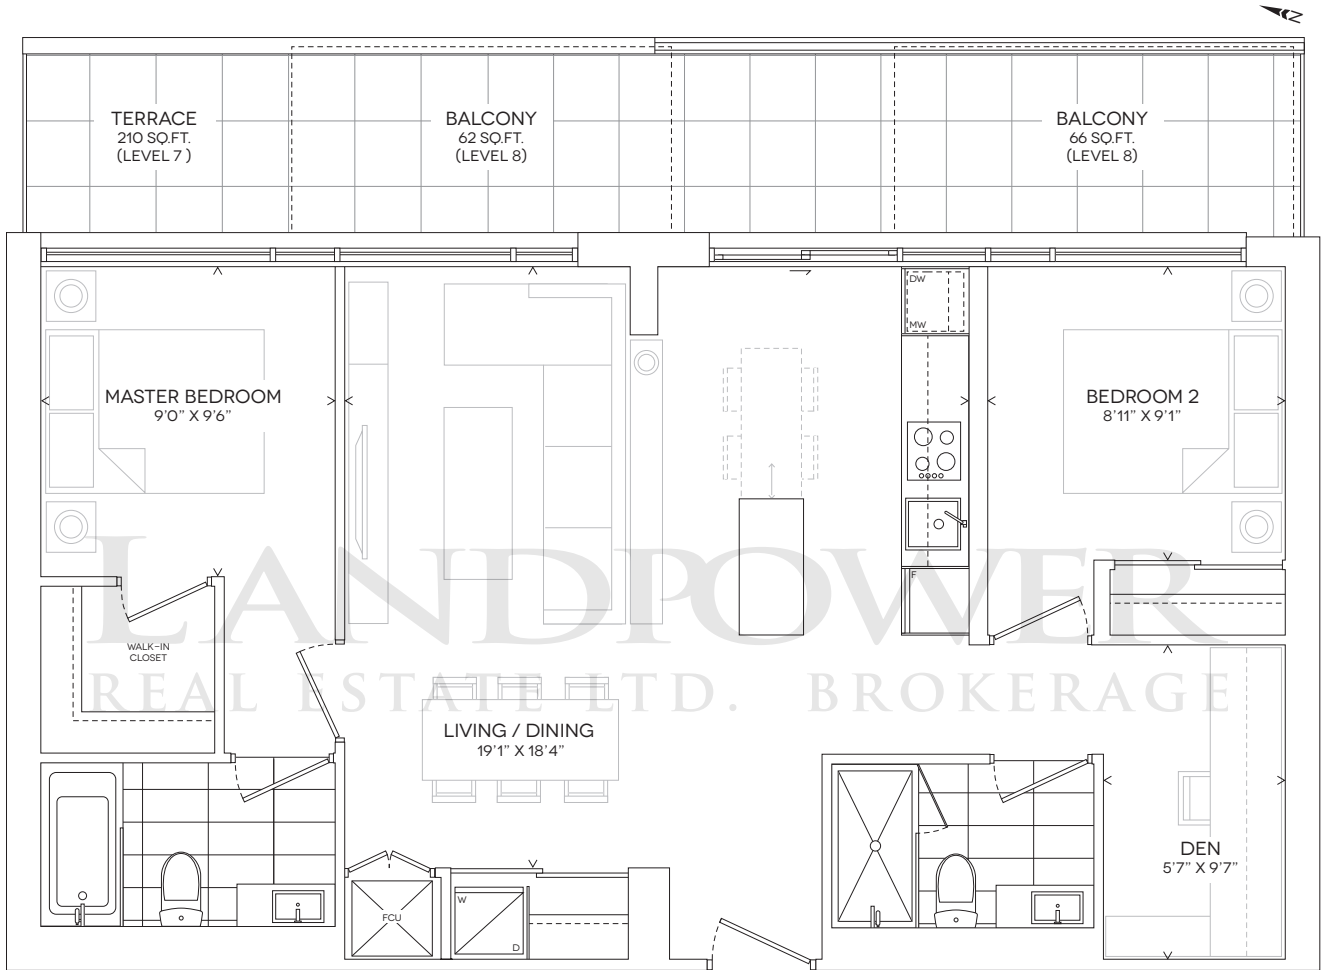 N
TERRACE
210 SQ.FT.
(LEVEL 7 )
BALCONY
62 SQ.FT.
(LEVEL 8)
BALCONY
66 SQ.FT.
(LEVEL 8)
DW
MW
MASTER BEDROOM
9'0" X 9'6"
BEDROOM 2
8'11" X 9'1"
LANDPOWER
REAL ESTATE LTD. BROKERAGE
F
WALK-IN
CLOSET
LIVING / DINING
19'1" X 18'4"
DEN
5'7" X 9'7"
FCU
W
D